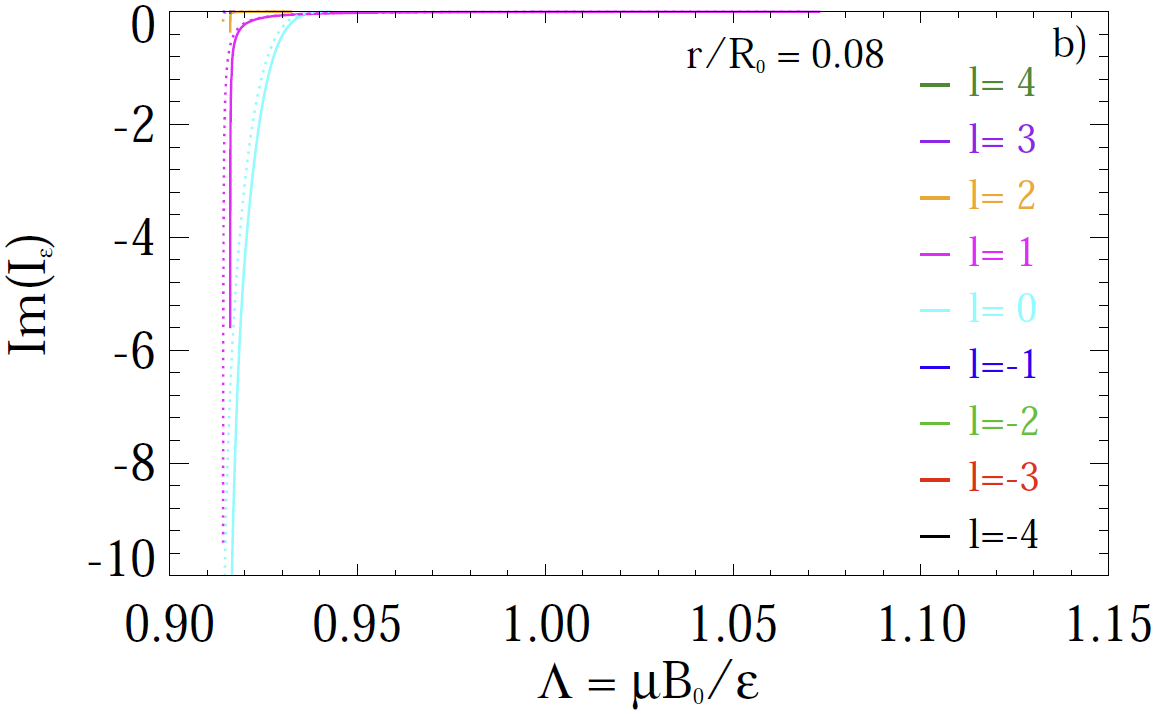 b)
r/R₀ = 0.08
l= 4
l= 3
l= 2
l= 1
l= 0
l=-1
l=-2
l=-3
l=-4
Im(Iε)
0
-2
-4
-6
-8
-10
0.90 0.95 1.00 1.05 1.10 1.15
Λ = μB₀/ε